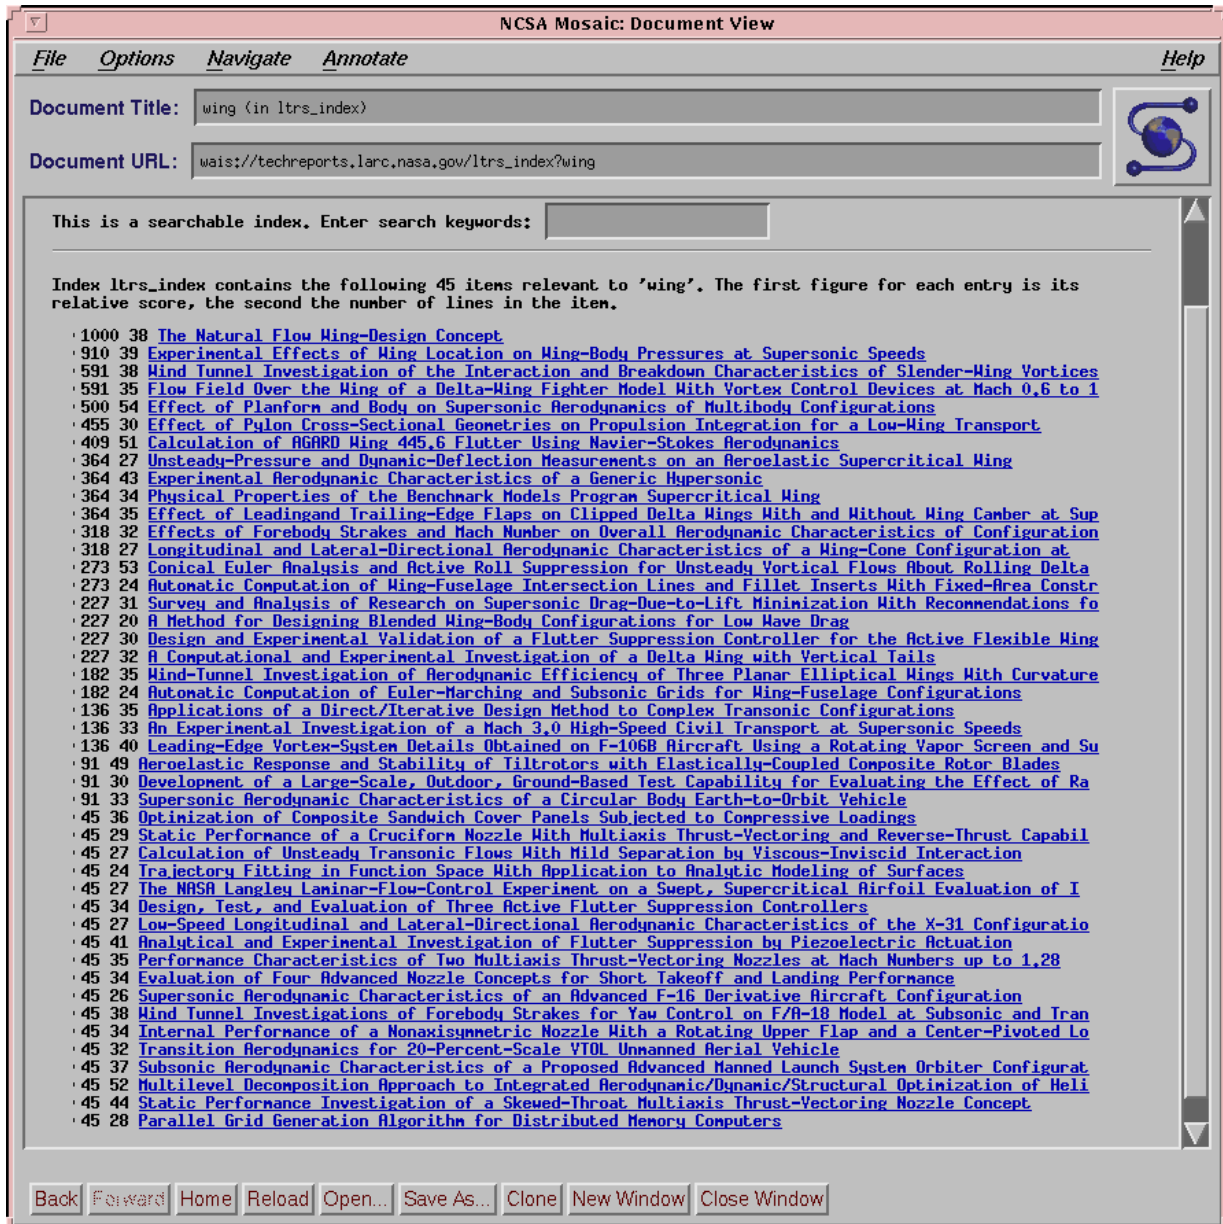 NCSA Mosaic: Document View
File Options Navigate Annotate Help
Document Title: wing (in ltrs_index)
Document URL: wais://techreports.larc.nasa.gov/ltrs_index?wing
This is a searchable index. Enter search keywords:
Index ltrs_index contains the following 45 items relevant to 'wing'. The first figure for each entry is its
relative score, the second the number of lines in the item.
1000 38 The Natural Flow Wing-Design Concept
910 39 Experimental Effects of Wing Location on Wing-Body Pressures at Supersonic Speeds
591 38 Wind Tunnel Investigation of the Interaction and Breakdown Characteristics of Slender-Wing Vortices
591 35 Flow Field Over the Wing of a Delta-Wing Fighter Model With Vortex Control Devices at Mach 0.6 to 1
500 54 Effect of Planform and Body on Supersonic Aerodynamics of Multibody Configurations
455 30 Effect of Pylon Cross-Sectional Geometries on Propulsion Integration for a Low-Wing Transport
409 51 Calculation of AGARD Wing 445.6 Flutter Using Navier-Stokes Aerodynamics
364 27 Unsteady-Pressure and Dynamic-Deflection Measurements on an Aeroelastic Supercritical Wing
364 43 Experimental Aerodynamic Characteristics of a Generic Hypersonic
364 34 Physical Properties of the Benchmark Models Program Supercritical Wing
364 35 Effect of Leadingand Trailing-Edge Flaps on Clipped Delta Wings With and Without Wing Camber at Sup
318 32 Effects of Forebody Strakes and Mach Number on Overall Aerodynamic Characteristics of Configuration
318 27 Longitudinal and Lateral-Directional Aerodynamic Characteristics of a Wing-Cone Configuration at
273 53 Conical Euler Analysis and Active Roll Suppression for Unsteady Vortical Flows About Rolling Delta
273 24 Automatic Computation of Wing-Fuselage Intersection Lines and Fillet Inserts With Fixed-Area Constr
227 31 Survey and Analysis of Research on Supersonic Drag-Due-to-Lift Minimization With Recommendations fo
227 20 A Method for Designing Blended Wing-Body Configurations for Low Wave Drag
227 30 Design and Experimental Validation of a Flutter Suppression Controller for the Active Flexible Wing
227 32 A Computational and Experimental Investigation of a Delta Wing with Vertical Tails
182 35 Wind-Tunnel Investigation of Aerodynamic Efficiency of Three Planar Elliptical Wings With Curvature
182 24 Automatic Computation of Euler-Marching and Subsonic Grids for Wing-Fuselage Configurations
136 35 Applications of a Direct/Iterative Design Method to Complex Transonic Configurations
136 33 An Experimental Investigation of a Mach 3.0 High-Speed Civil Transport at Supersonic Speeds
136 40 Leading-Edge Vortex-System Details Obtained on F-106B Aircraft Using a Rotating Vapor Screen and Su
91 49 Aeroelastic Response and Stability of Tiltrotors with Elastically-Coupled Composite Rotor Blades
91 30 Development of a Large-Scale, Outdoor, Ground-Based Test Capability for Evaluating the Effect of Ra
91 33 Supersonic Aerodynamic Characteristics of a Circular Body Earth-to-Orbit Vehicle
45 36 Optimization of Composite Sandwich Cover Panels Subjected to Compressive Loadings
45 29 Static Performance of a Cruciform Nozzle With Multiaxis Thrust-Vectoring and Reverse-Thrust Capabil
45 27 Calculation of Unsteady Transonic Flows With Mild Separation by Viscous-Inviscid Interaction
45 24 Trajectory Fitting in Function Space With Application to Analytic Modeling of Surfaces
45 27 The NASA Langley Laminar-Flow-Control Experiment on a Swept, Supercritical Airfoil Evaluation of I
45 34 Design, Test, and Evaluation of Three Active Flutter Suppression Controllers
45 27 Low-Speed Longitudinal and Lateral-Directional Aerodynamic Characteristics of the X-31 Configuratio
45 41 Analytical and Experimental Investigation of Flutter Suppression by Piezoelectric Actuation
45 35 Performance Characteristics of Two Multiaxis Thrust-Vectoring Nozzles at Mach Numbers up to 1.28
45 34 Evaluation of Four Advanced Nozzle Concepts for Short Takeoff and Landing Performance
45 26 Supersonic Aerodynamic Characteristics of an Advanced F-16 Derivative Aircraft Configuration
45 38 Wind Tunnel Investigations of Forebody Strakes for Yaw Control on F/A-18 Model at Subsonic and Tran
45 34 Internal Performance of a Nonaxisymmetric Nozzle With a Rotating Upper Flap and a Center-Pivoted Lo
45 32 Transition Aerodynamics for 20-Percent-Scale VTOL Unmanned Aerial Vehicle
45 37 Subsonic Aerodynamic Characteristics of a Proposed Advanced Manned Launch System Orbiter Configurat
45 52 Multilevel Decomposition Approach to Integrated Aerodynamic/Dynamic/Structural Optimization of Heli
45 44 Static Performance Investigation of a Skewed-Throat Multiaxis Thrust-Vectoring Nozzle Concept
45 28 Parallel Grid Generation Algorithm for Distributed Memory Computers
Back Forward Home Reload Open... Save As... Clone New Window Close Window